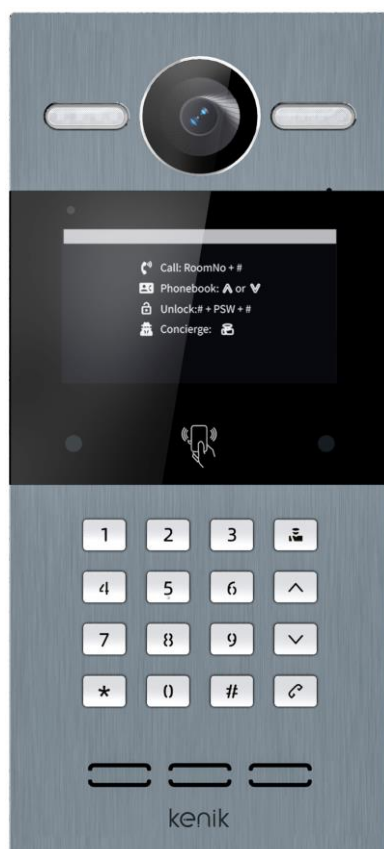 Call: RoomNo + #
Phonebook: ∧ or ∨
Unlock:# + PSW + #
Concierge:
1 2 3
4 5 6
7 8 9
* 0 #
kenik